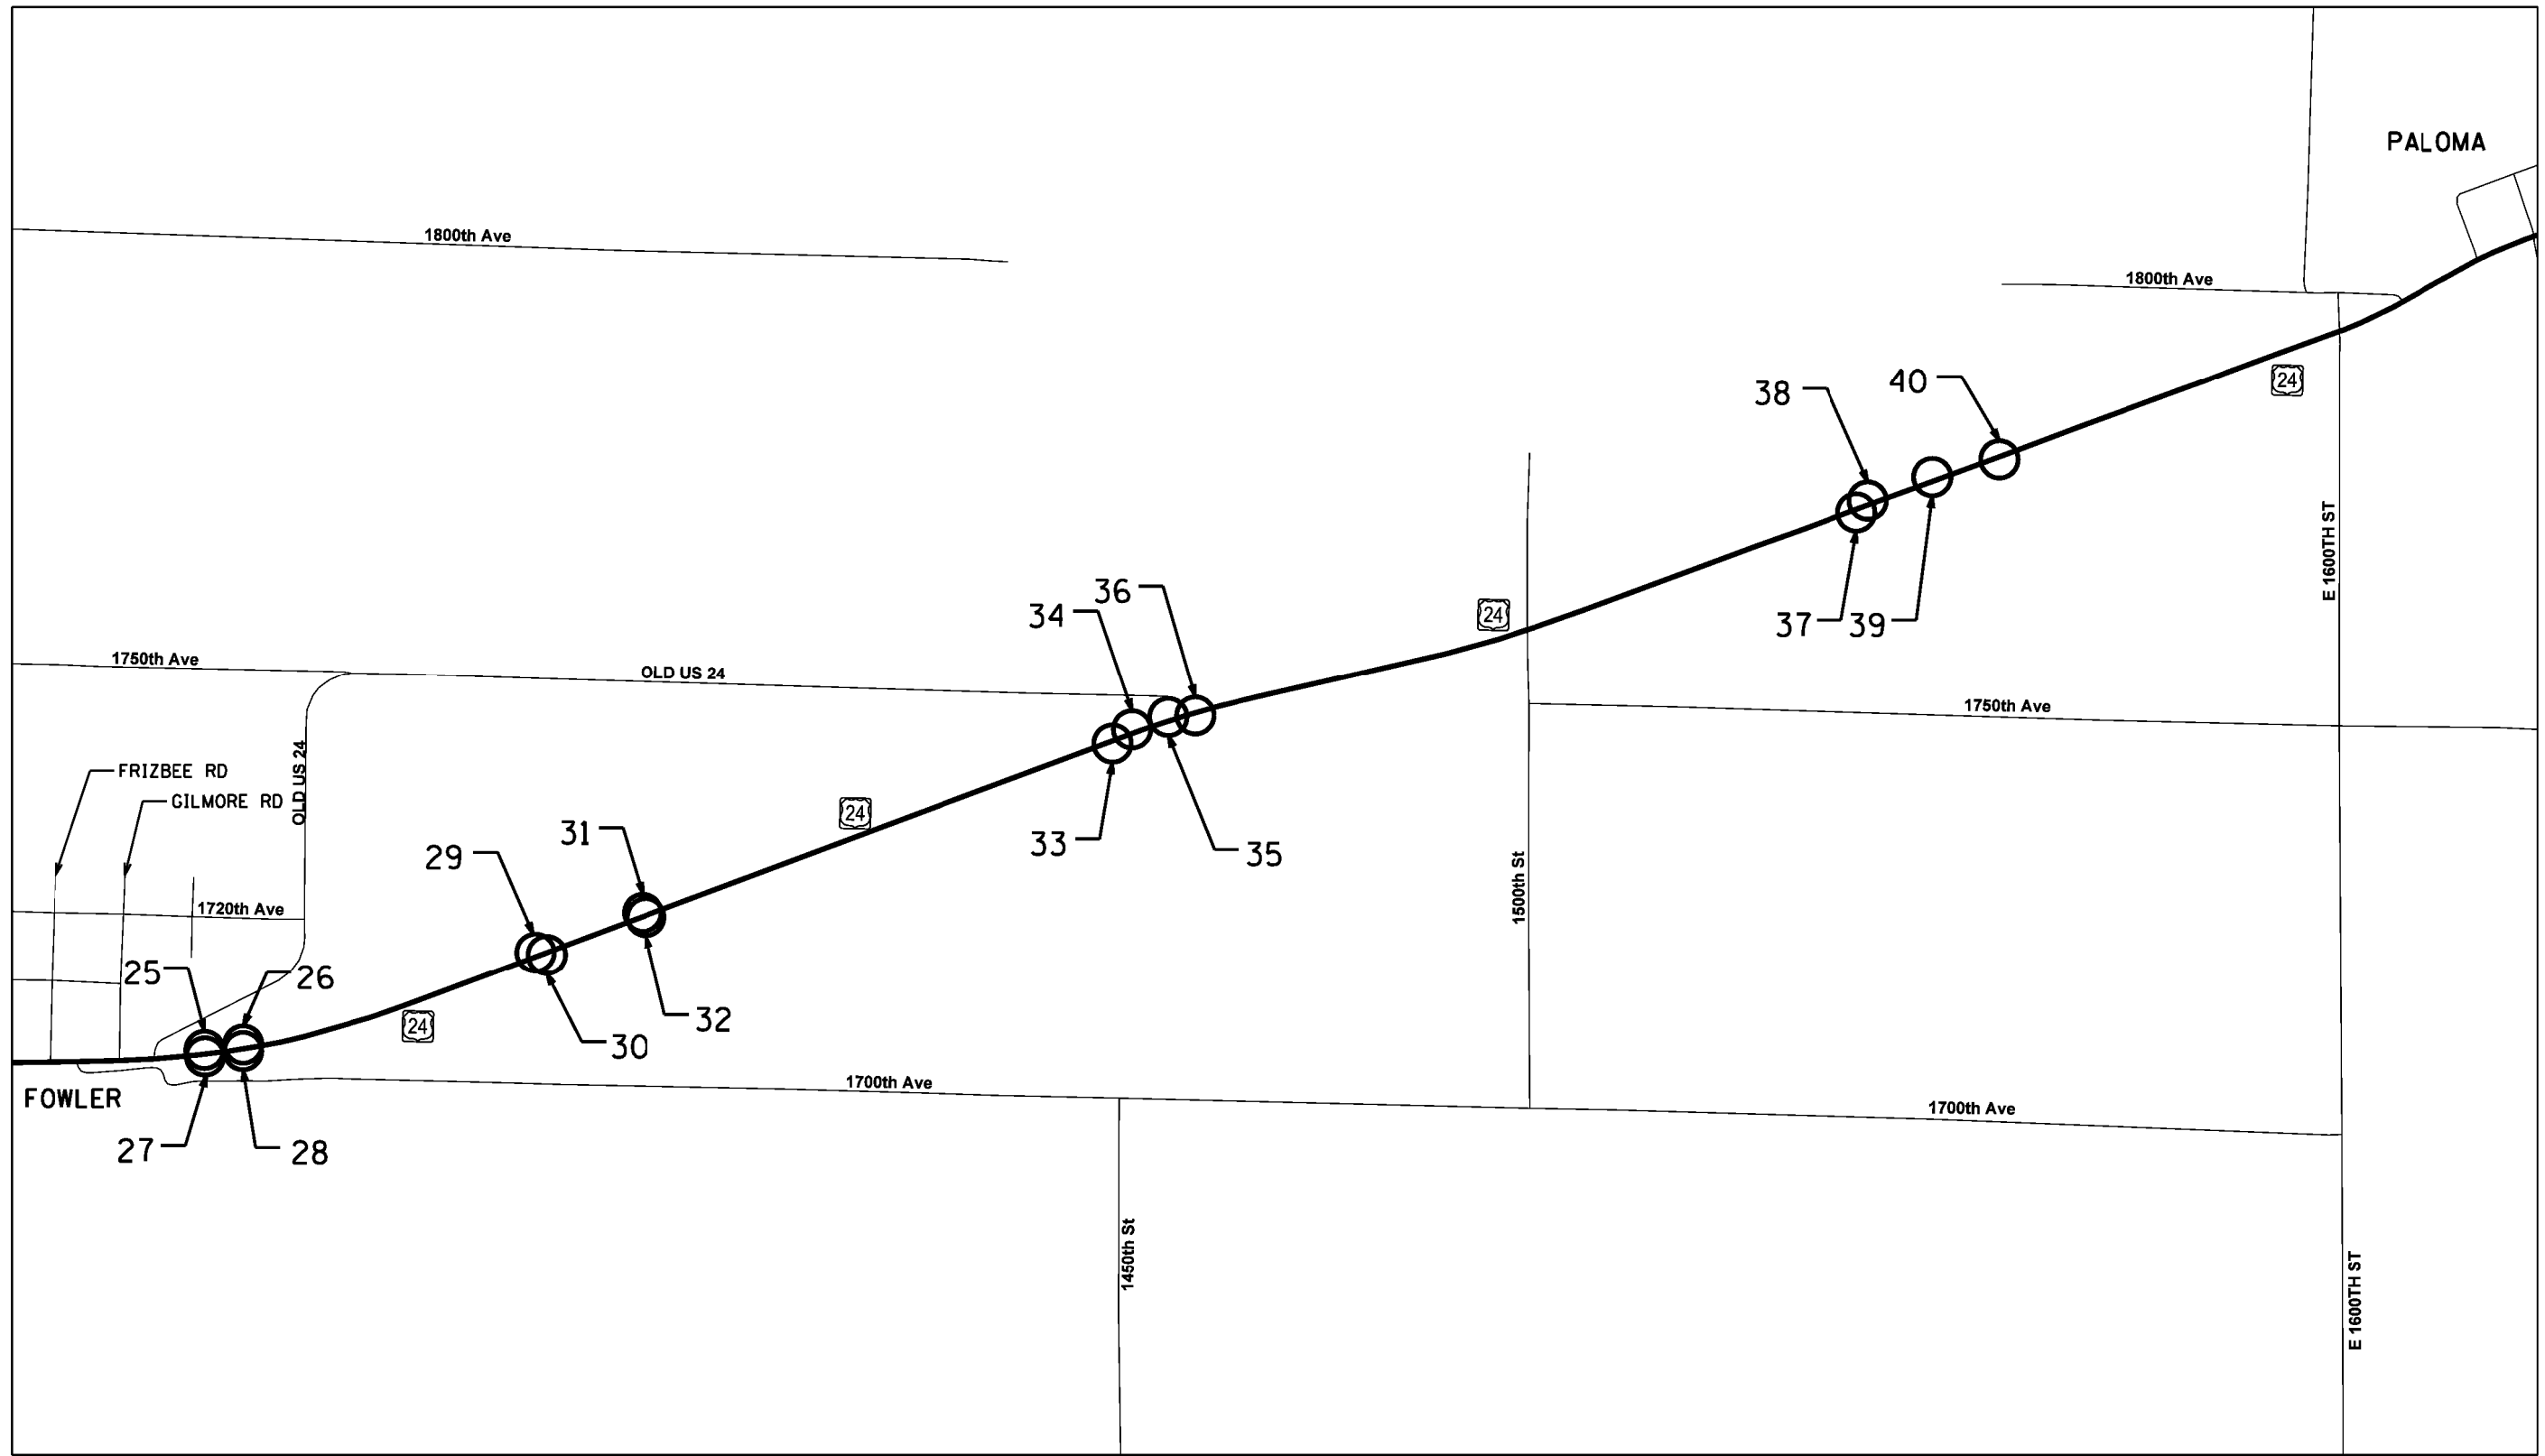 PALOMA
1800th Ave
1800th Ave
24
38
40
E 1600TH ST
36
34
24
37
39
1750th Ave
OLD US 24
1750th Ave
OLD US 24
FRIZBEE RD
GILMORE RD
24
31
33
35
29
1500th St
1720th Ave
25
26
32
24
30
1700th Ave
FOWLER
1700th Ave
27
28
1450th St
E 1600TH ST